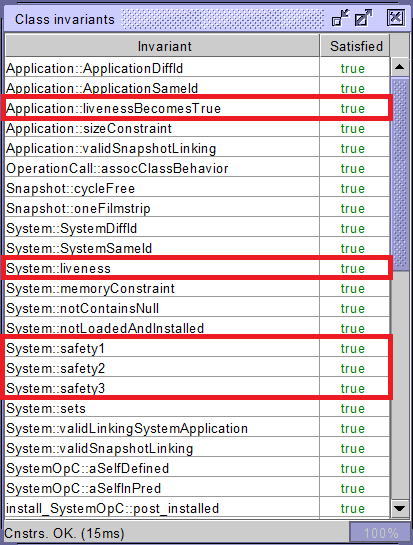 Class invariants
Invariant Satisfied
Application::ApplicationDiffId true
Application::ApplicationSameId true
Application::livenessBecomesTrue true
Application::sizeConstraint true
Application::validSnapshotLinking true
OperationCall::assocClassBehavior true
Snapshot::cycleFree true
Snapshot::oneFilmstrip true
System::SystemDiffId true
System::SystemSameId true
System::liveness true
System::memoryConstraint true
System::notContainsNull true
System::notLoadedAndInstalled true
System::safety1 true
System::safety2 true
System::safety3 true
System::sets true
System::validLinkingSystemApplication true
System::validSnapshotLinking true
SystemOpC::aSelfDefined true
SystemOpC::aSelfInPred true
install_SystemOpC::post_installed true
Cnstrs. OK. (15ms) 100%